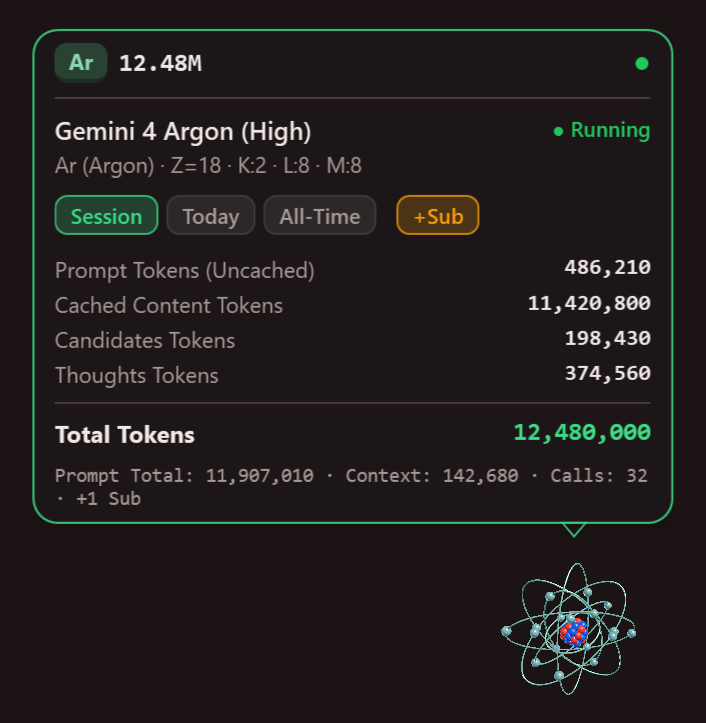 Ar 12.48M
Gemini 4 Argon (High) • Running
Ar (Argon) · Z=18 · K:2 · L:8 · M:8
Session Today All-Time +Sub
Prompt Tokens (Uncached) 486,210
Cached Content Tokens 11,420,800
Candidates Tokens 198,430
Thoughts Tokens 374,560
Total Tokens 12,480,000
Prompt Total: 11,907,010 · Context: 142,680 · Calls: 32
· +1 Sub